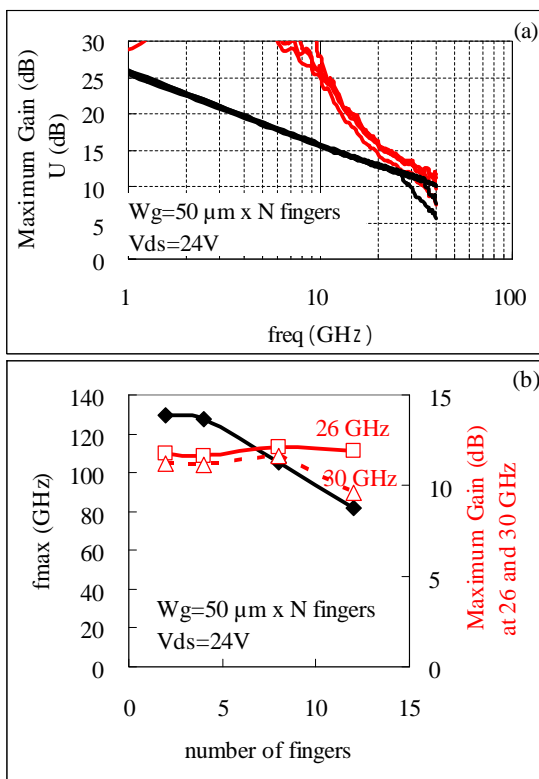 (a)
Maximum Gain (dB)
U (dB)
30
25
20
15
10
5
0
Wg=50 µm x N fingers
Vds=24V
1
10
100
freq (GHz)
(b)
fmax (GHz)
140
120
100
80
60
40
20
0
26 GHz
30 GHz
Wg=50 µm x N fingers
Vds=24V
15
10
5
0
Maximum Gain (dB)
at 26 and 30 GHz
0
5
10
15
number of fingers